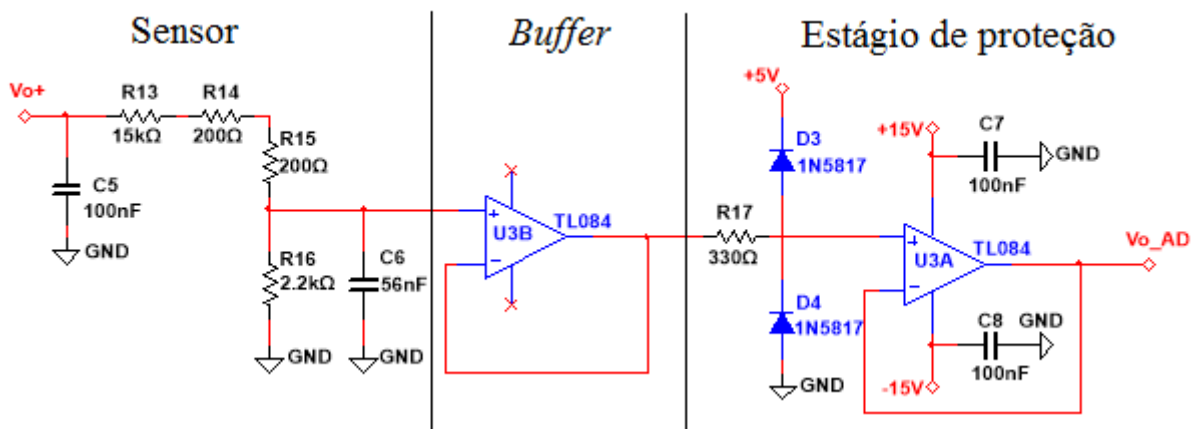 Sensor
Buffer
Estágio de proteção
Vo+
R13
15kΩ
R14
200Ω
R15
200Ω
C5
100nF
GND
R16
2.2kΩ
GND
C6
56nF
GND
+
U3B
−
TL084
R17
330Ω
+5V
D3
1N5817
D4
1N5817
GND
+15V
C7
100nF
GND
+
U3A
−
TL084
Vo_AD
C8
100nF
GND
-15V